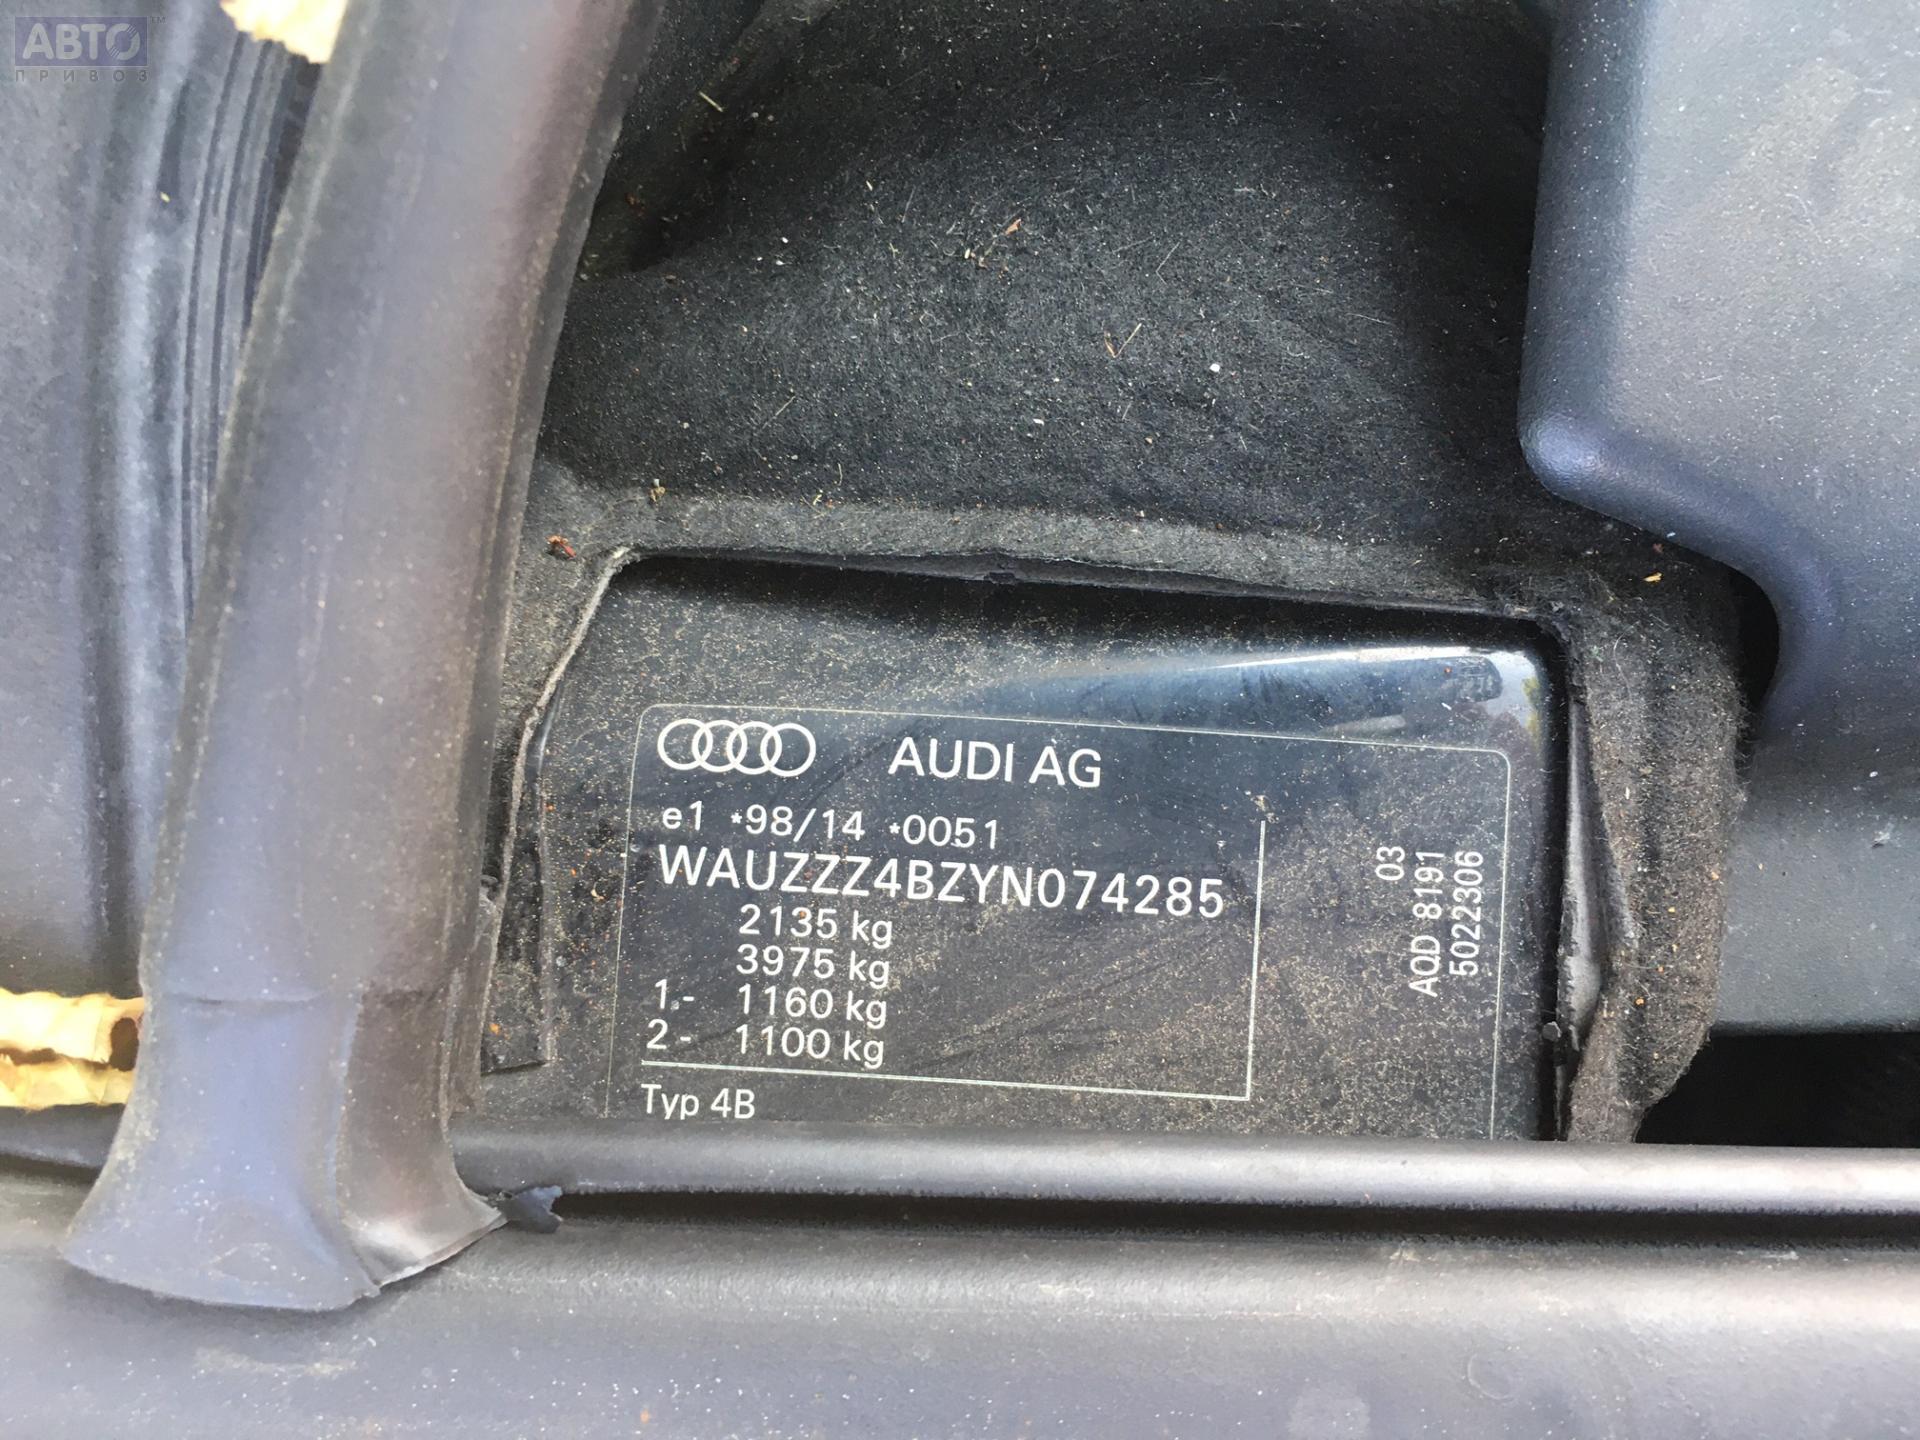 АВТО
ПРИВОЗ
AUDI AG
e1 *98/14 *0051
WAUZZZ4BZYN074285
2135 kg
3975 kg
1.- 1160 kg
2 - 1100 kg
Typ 4B
03
AQD 8191
5022306